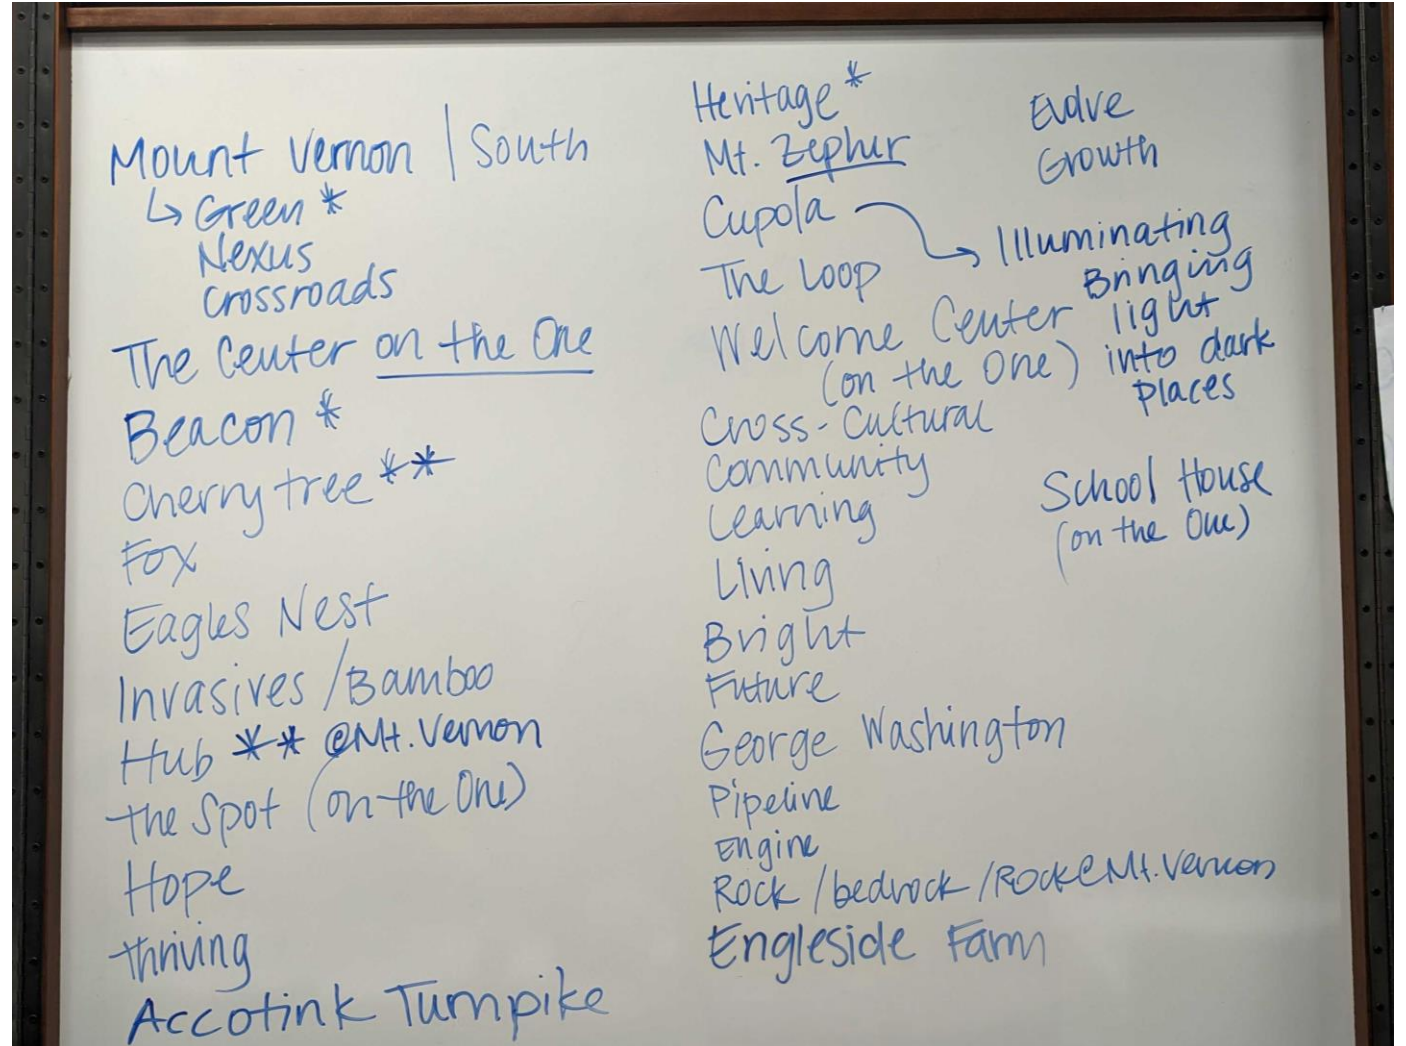 Mount Vernon | South
↳ Green *
Nexus
Crossroads
The Center on the One
Beacon *
Cherry tree **
Fox
Eagles Nest
Invasives / Bamboo
Hub ** @Mt. Vernon
the Spot (on the One)
Hope
thriving
Accotink Turnpike
Heritage *
Mt. Zephur
Cupola →
The Loop
Welcome Center
(on the One)
Cross-Cultural
Community
Learning
Living
Bright
Future
George Washington
Pipeline
Engine
Rock / bedrock / Rock@Mt. Vernon
Engleside Farm
Evolve
Growth
Illuminating
Bringing
light
into dark
places
School House
(on the One)